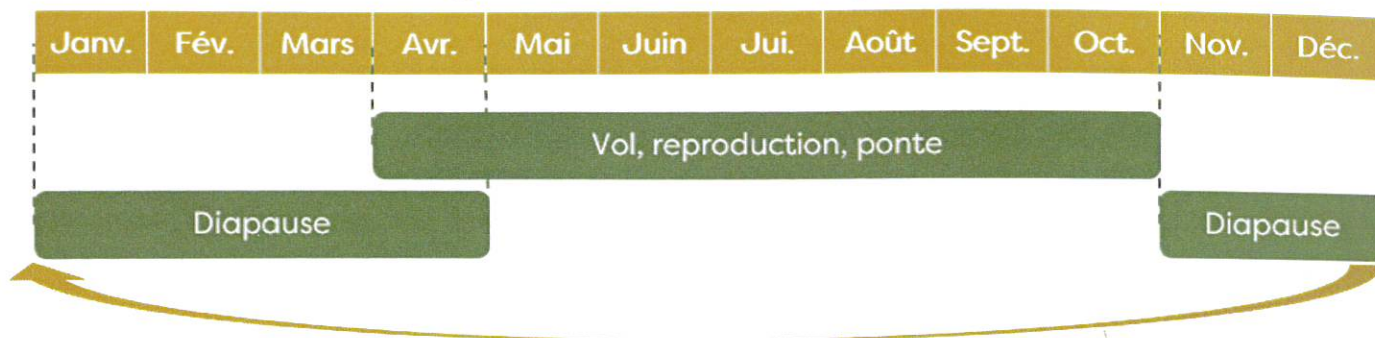 Janv. Fév. Mars Avr. Mai Juin Jui. Août Sept. Oct. Nov. Déc.
Vol, reproduction, ponte
Diapause Diapause